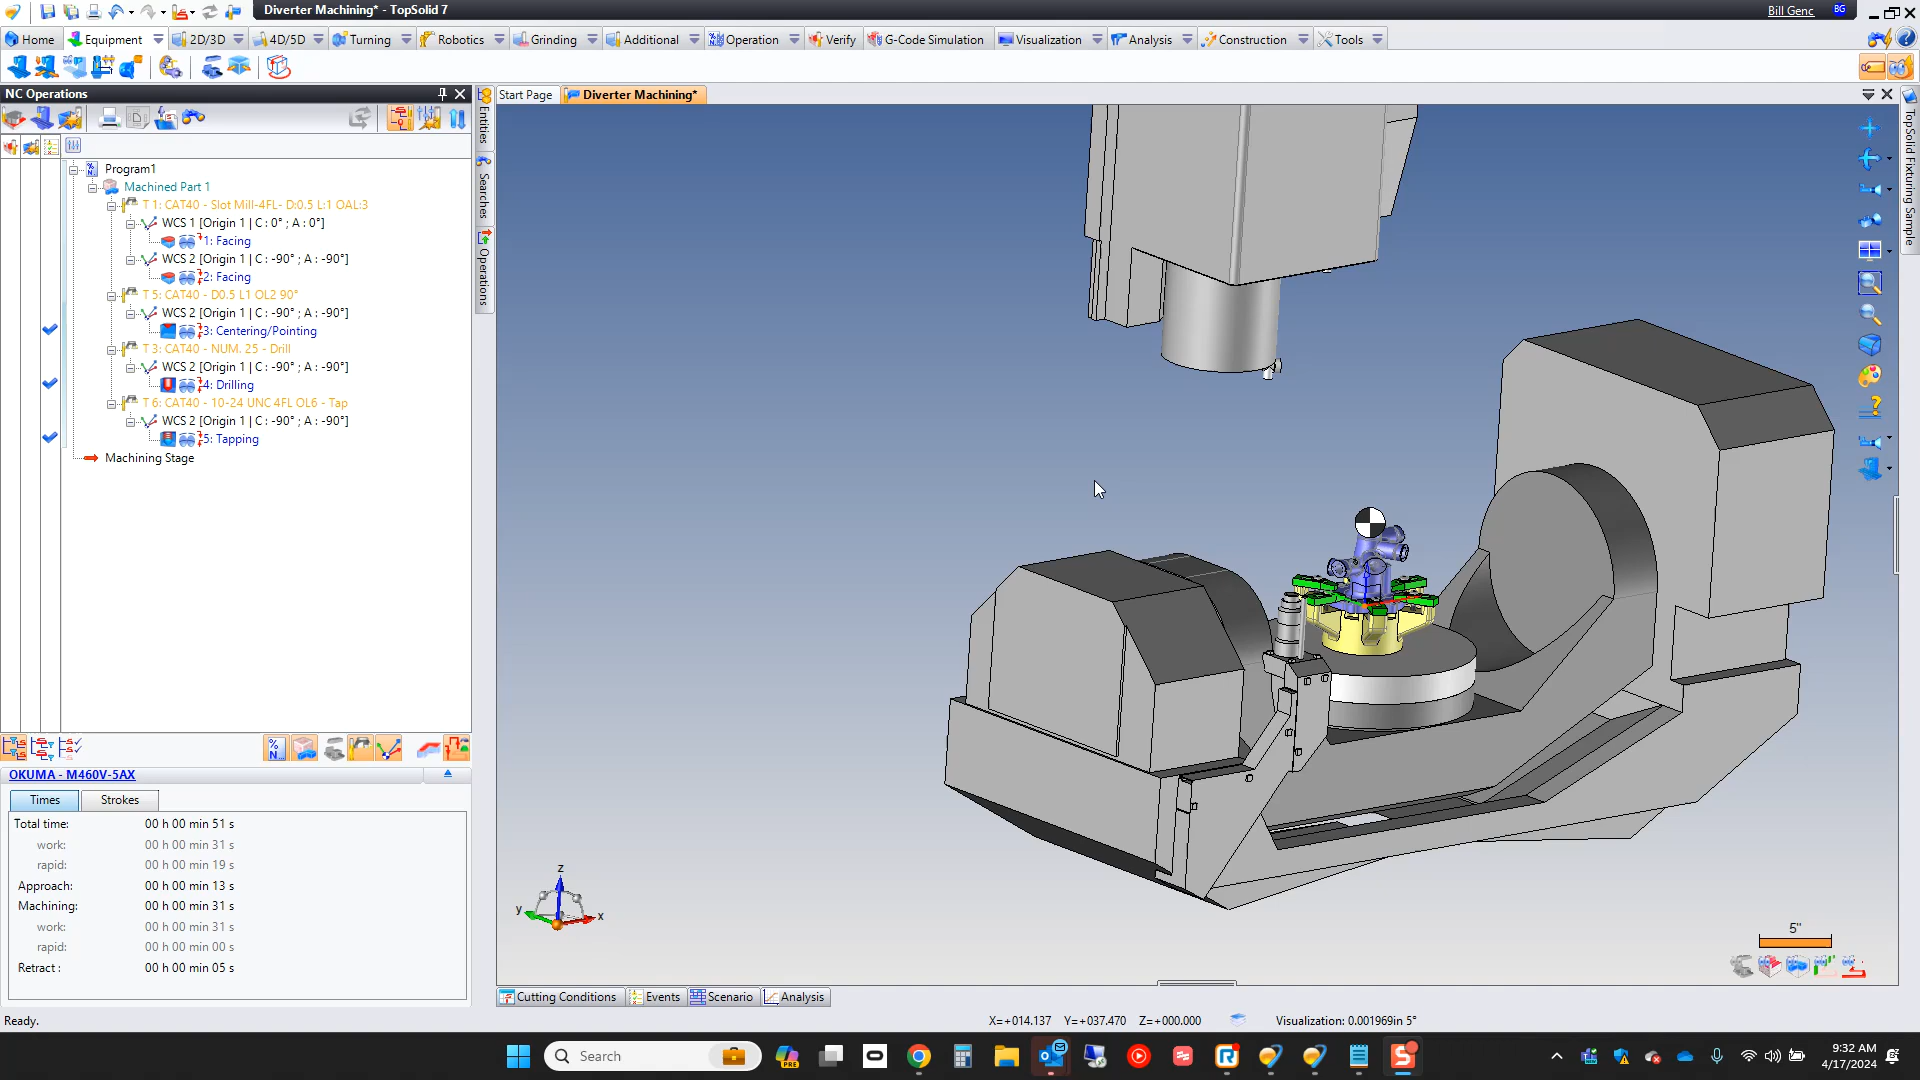 Diverter Machining* - TopSolid 7
Bill Genc
BG
Home
Equipment
2D/3D
4D/5D
Turning
Robotics
Grinding
Additional
Operation
Verify
G-Code Simulation
Visualization
Analysis
Construction
Tools
NC Operations
Start Page
Diverter Machining*
Entities
Searches
Operations
TopSolid Fixturing Sample
Program1
Machined Part 1
T 1: CAT40 - Slot Mill-4FL- D:0.5 L:1 OAL:3
WCS 1 [Origin 1 | C : 0° ; A : 0°]
1: Facing
WCS 2 [Origin 1 | C : -90° ; A : -90°]
2: Facing
T 5: CAT40 - D0.5 L1 OL2 90°
WCS 2 [Origin 1 | C : -90° ; A : -90°]
3: Centering/Pointing
T 3: CAT40 - NUM. 25 - Drill
WCS 2 [Origin 1 | C : -90° ; A : -90°]
4: Drilling
T 6: CAT40 - 10-24 UNC 4FL OL6 - Tap
WCS 2 [Origin 1 | C : -90° ; A : -90°]
5: Tapping
Machining Stage
OKUMA - M460V-5AX
Times
Strokes
Total time: 00 h 00 min 51 s
work: 00 h 00 min 31 s
rapid: 00 h 00 min 19 s
Approach: 00 h 00 min 13 s
Machining: 00 h 00 min 31 s
work: 00 h 00 min 31 s
rapid: 00 h 00 min 00 s
Retract : 00 h 00 min 05 s
z
y
x
5"
Cutting Conditions
Events
Scenario
Analysis
Ready.
X=+014.137 Y=+037.470 Z=+000.000
Visualization: 0.001969in 5°
Search
PRE
9:32 AM
4/17/2024